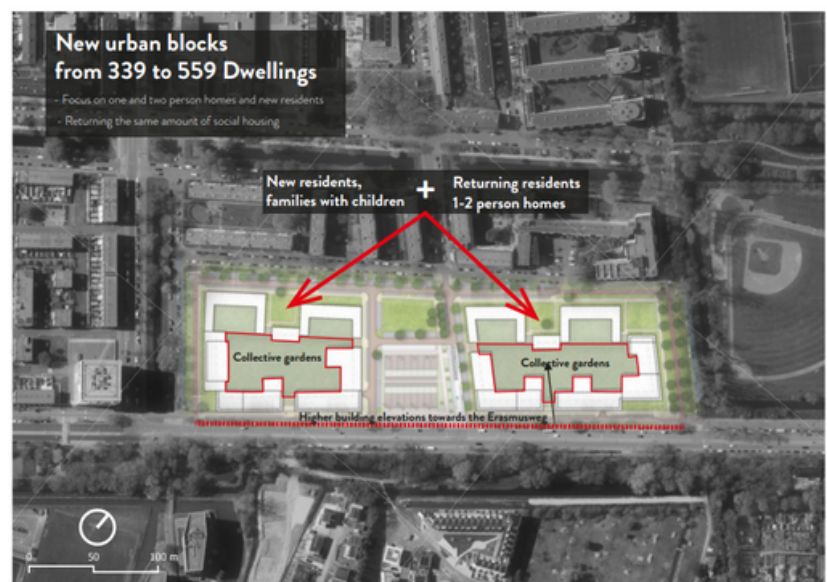 New urban blocks
from 339 to 559 Dwellings
- Focus on one and two person homes and new residents
- Returning the same amount of social housing
New residents,
families with children
+
Returning residents
1-2 person homes
Collective gardens
Collective gardens
Higher building elevations towards the Erasmusweg
0 50 100 m